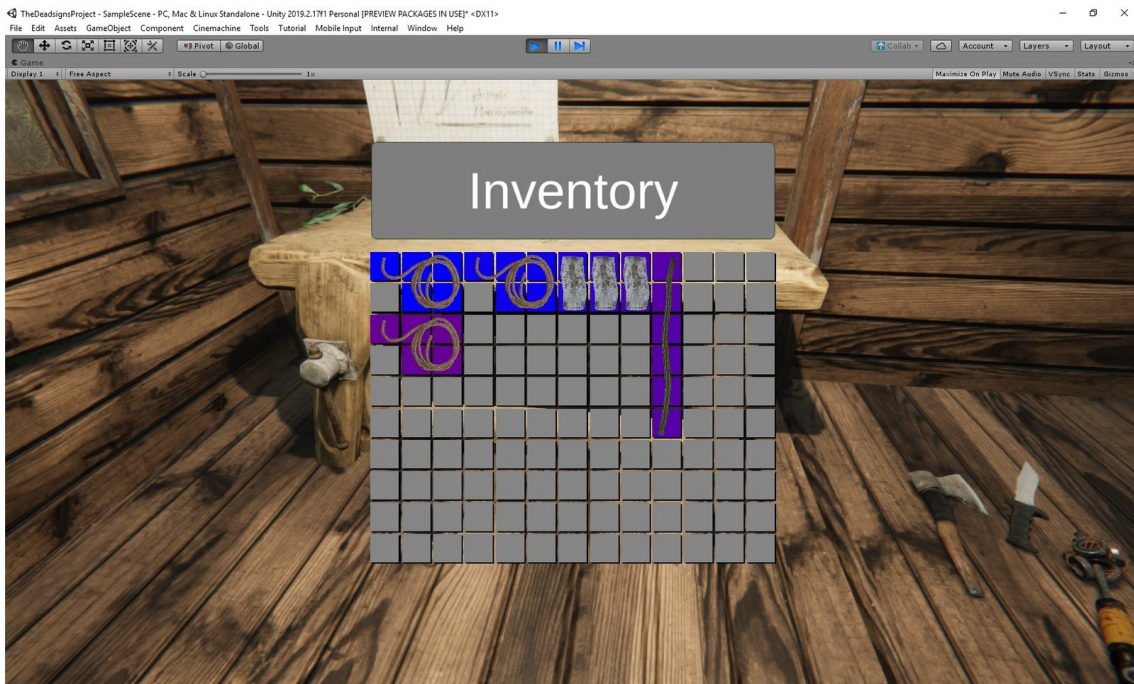 TheDeadsignsProject - SampleScene - PC, Mac & Linux Standalone - Unity 2019.2.17f1 Personal [PREVIEW PACKAGES IN USE]* <DX11>
File Edit Assets GameObject Component Cinemachine Tools Tutorial Mobile Input Internal Window Help
Pivot Global Collab Account Layers Layout
Game
Display 1 Free Aspect Scale 1x Maximize On Play Mute Audio VSync Stats Gizmos
Inventory